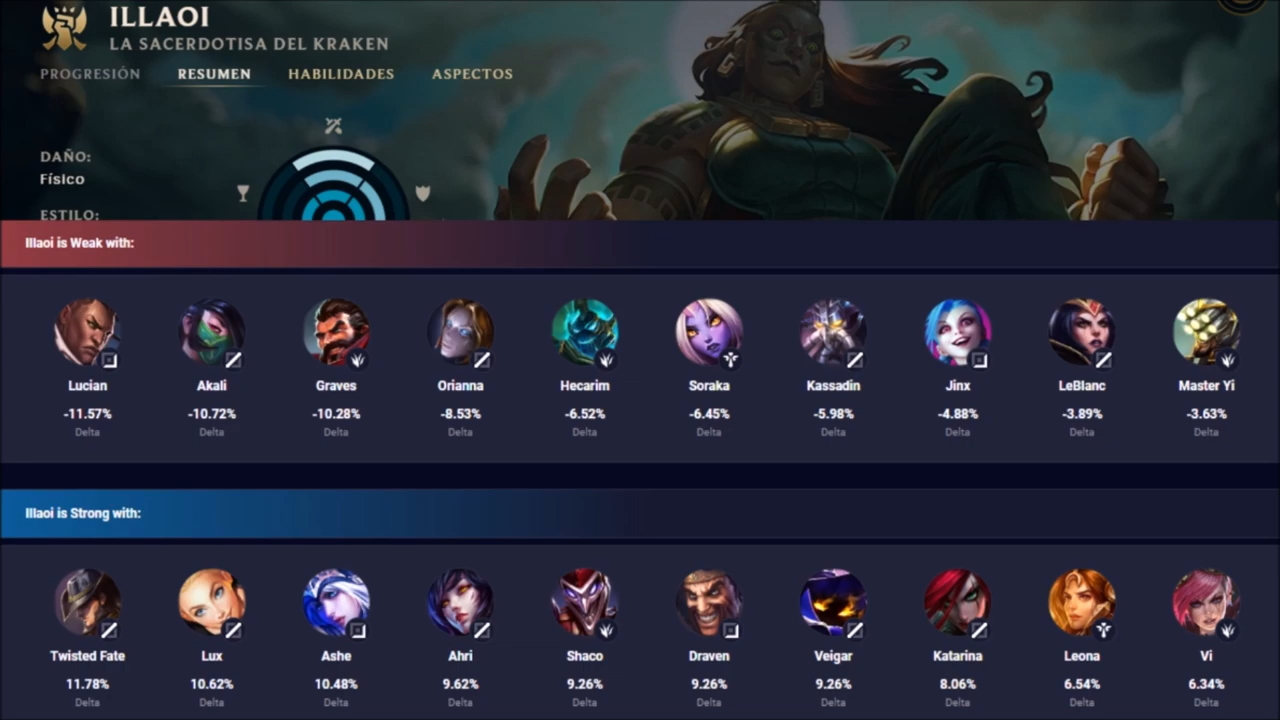 ILLAOI
LA SACERDOTISA DEL KRAKEN
PROGRESIÓN RESUMEN HABILIDADES ASPECTOS
DAÑO:
Físico
ESTILO:
Illaoi is Weak with:
Lucian Akali Graves Orianna Hecarim Soraka Kassadin Jinx LeBlanc Master Yi
-11.57% -10.72% -10.28% -8.53% -6.52% -6.45% -5.98% -4.88% -3.89% -3.63%
Delta Delta Delta Delta Delta Delta Delta Delta Delta Delta
Illaoi is Strong with:
Twisted Fate Lux Ashe Ahri Shaco Draven Veigar Katarina Leona Vi
11.78% 10.62% 10.48% 9.62% 9.26% 9.26% 9.26% 8.06% 6.54% 6.34%
Delta Delta Delta Delta Delta Delta Delta Delta Delta Delta